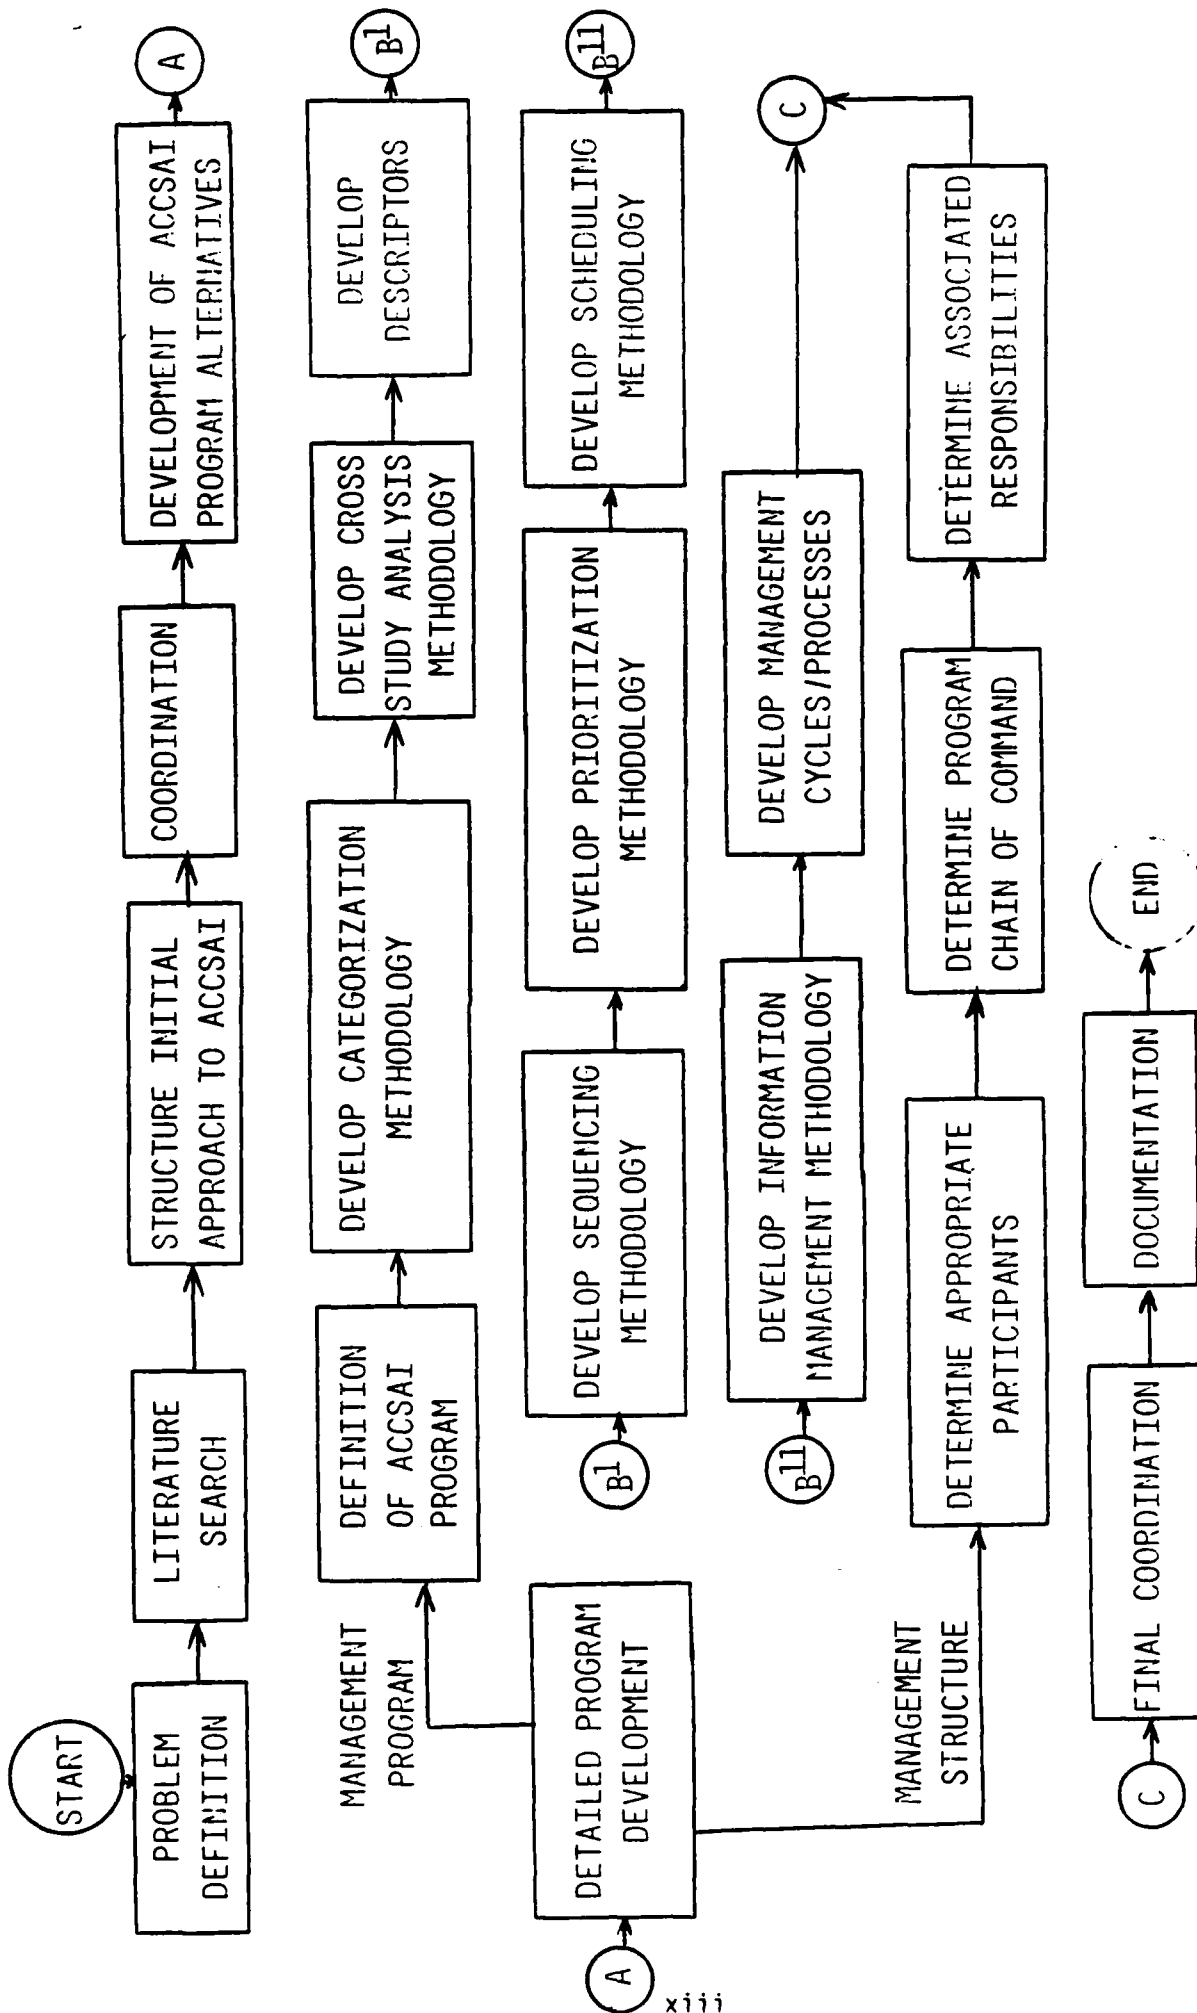 START
PROBLEM
DEFINITION
LITERATURE
SEARCH
STRUCTURE INITIAL
APPROACH TO ACCSAI
COORDINATION
DEVELOPMENT OF ACCSAI
PROGRAM ALTERNATIVES
A
A
DETAILED PROGRAM
DEVELOPMENT
MANAGEMENT
PROGRAM
DEFINITION
OF ACCSAI
PROGRAM
DEVELOP CATEGORIZATION
METHODOLOGY
DEVELOP CROSS
STUDY ANALYSIS
METHODOLOGY
DEVELOP
DESCRIPTORS
B1
B1
DEVELOP SEQUENCING
METHODOLOGY
DEVELOP PRIORITIZATION
METHODOLOGY
DEVELOP SCHEDULING
METHODOLOGY
B11
B11
DEVELOP INFORMATION
MANAGEMENT METHODOLOGY
DEVELOP MANAGEMENT
CYCLES/PROCESSES
C
MANAGEMENT
STRUCTURE
DETERMINE APPROPRIATE
PARTICIPANTS
DETERMINE PROGRAM
CHAIN OF COMMAND
DETERMINE ASSOCIATED
RESPONSIBILITIES
C
FINAL COORDINATION
DOCUMENTATION
END
xiii